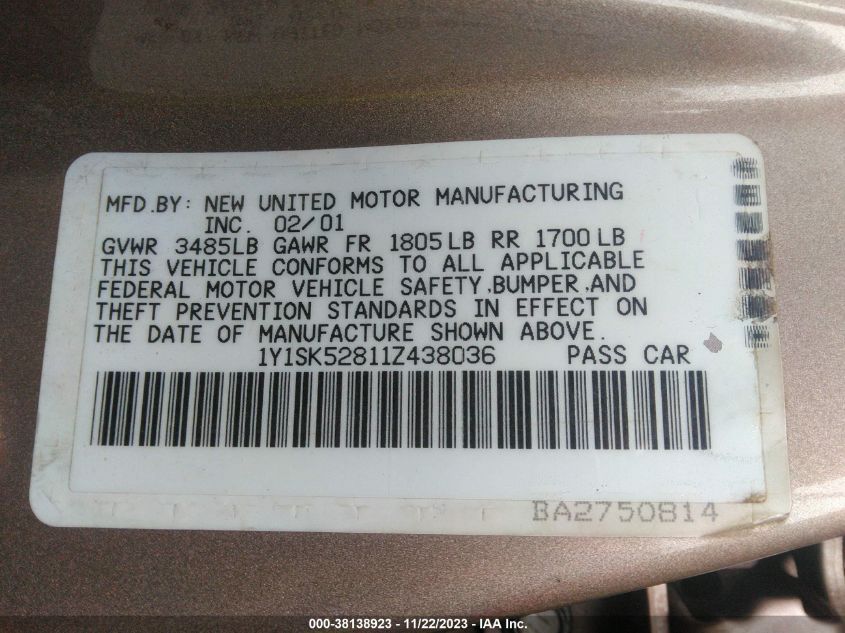 MFD.BY: NEW UNITED MOTOR MANUFACTURING
INC. 02/01
GVWR 3485LB GAWR FR 1805LB RR 1700LB
THIS VEHICLE CONFORMS TO ALL APPLICABLE
FEDERAL MOTOR VEHICLE SAFETY.BUMPER.AND
THEFT PREVENTION STANDARDS IN EFFECT ON
THE DATE OF MANUFACTURE SHOWN ABOVE.
1Y1SK52811Z438036 PASS CAR
BA2750814
000-38138923 - 11/22/2023 - IAA Inc.